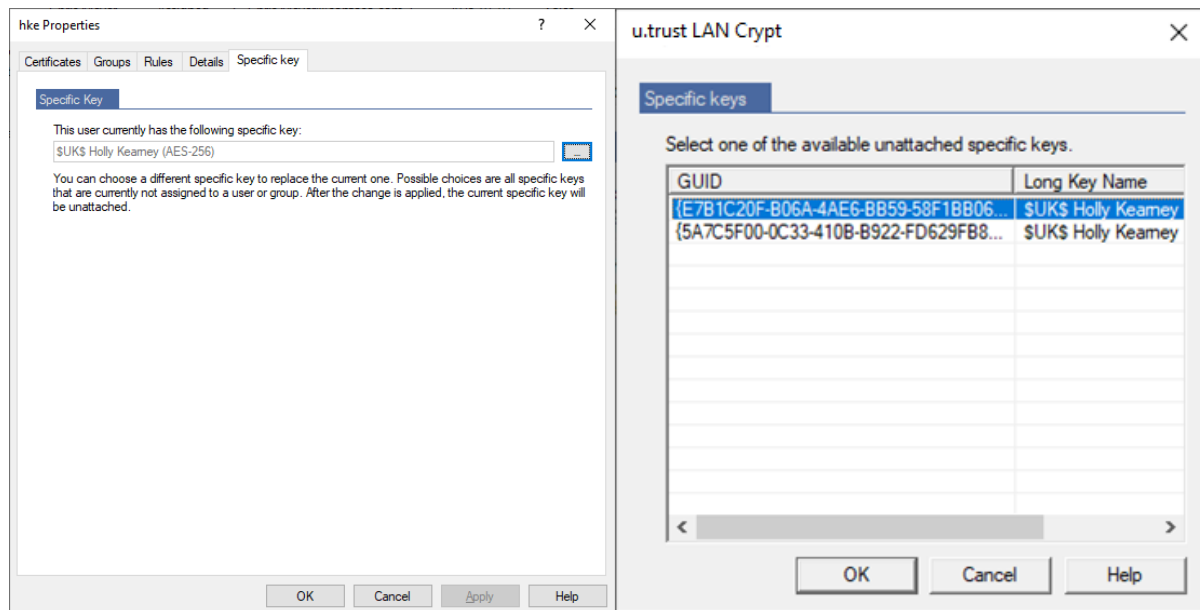 hke Properties
?
Certificates
Groups
Rules
Details
Specific key
Specific Key
This user currently has the following specific key:
$UK$ Holly Kearney (AES-256)
...
You can choose a different specific key to replace the current one. Possible choices are all specific keys
that are currently not assigned to a user or group. After the change is applied, the current specific key will
be unattached.
OK
Cancel
Apply
Help
u.trust LAN Crypt
Specific keys
Select one of the available unattached specific keys.
GUID
Long Key Name
{E7B1C20F-B06A-4AE6-BB59-58F1BB06...
$UK$ Holly Kearney
{5A7C5F00-0C33-410B-B922-FD629FB8...
$UK$ Holly Kearney
OK
Cancel
Help